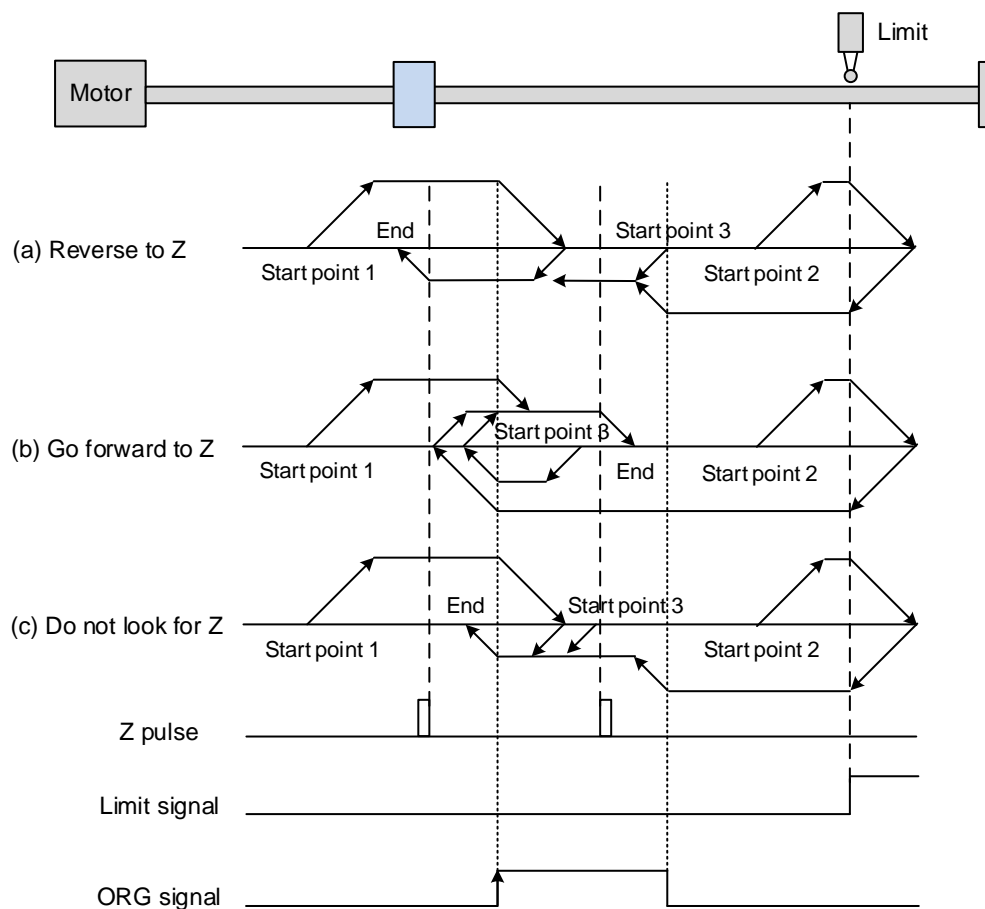 Limit
Motor
(a) Reverse to Z
End
Start point 3
Start point 1
Start point 2
(b) Go forward to Z
Start point 3
Start point 1
End
Start point 2
(c) Do not look for Z
End
Start point 3
Start point 1
Start point 2
Z pulse
Limit signal
ORG signal